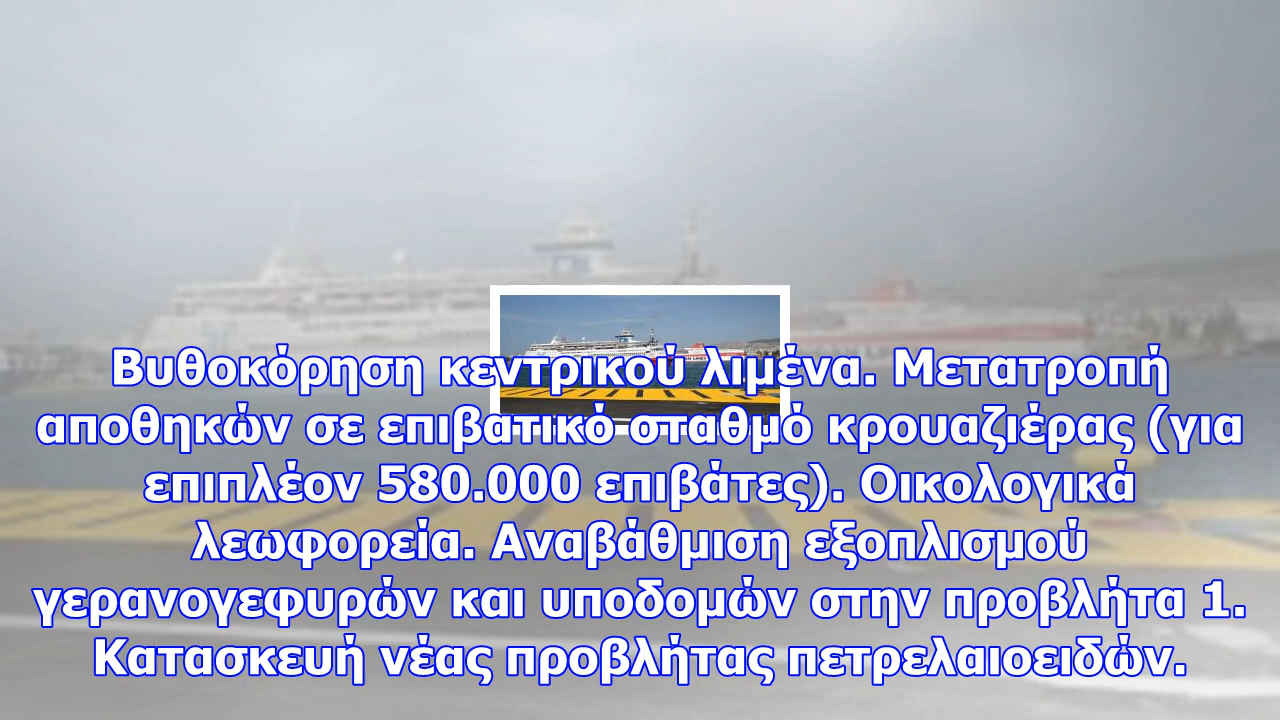 Βυθοκόρηση κεντρικού λιμένα. Μετατροπή
αποθηκών σε επιβατικό σταθμό κρουαζιέρας (για
επιπλέον 580.000 επιβάτες). Οικολογικά
λεωφορεία. Αναβάθμιση εξοπλισμού
γερανογεφυρών και υποδομών στην προβλήτα 1.
Κατασκευή νέας προβλήτας πετρελαιοειδών.